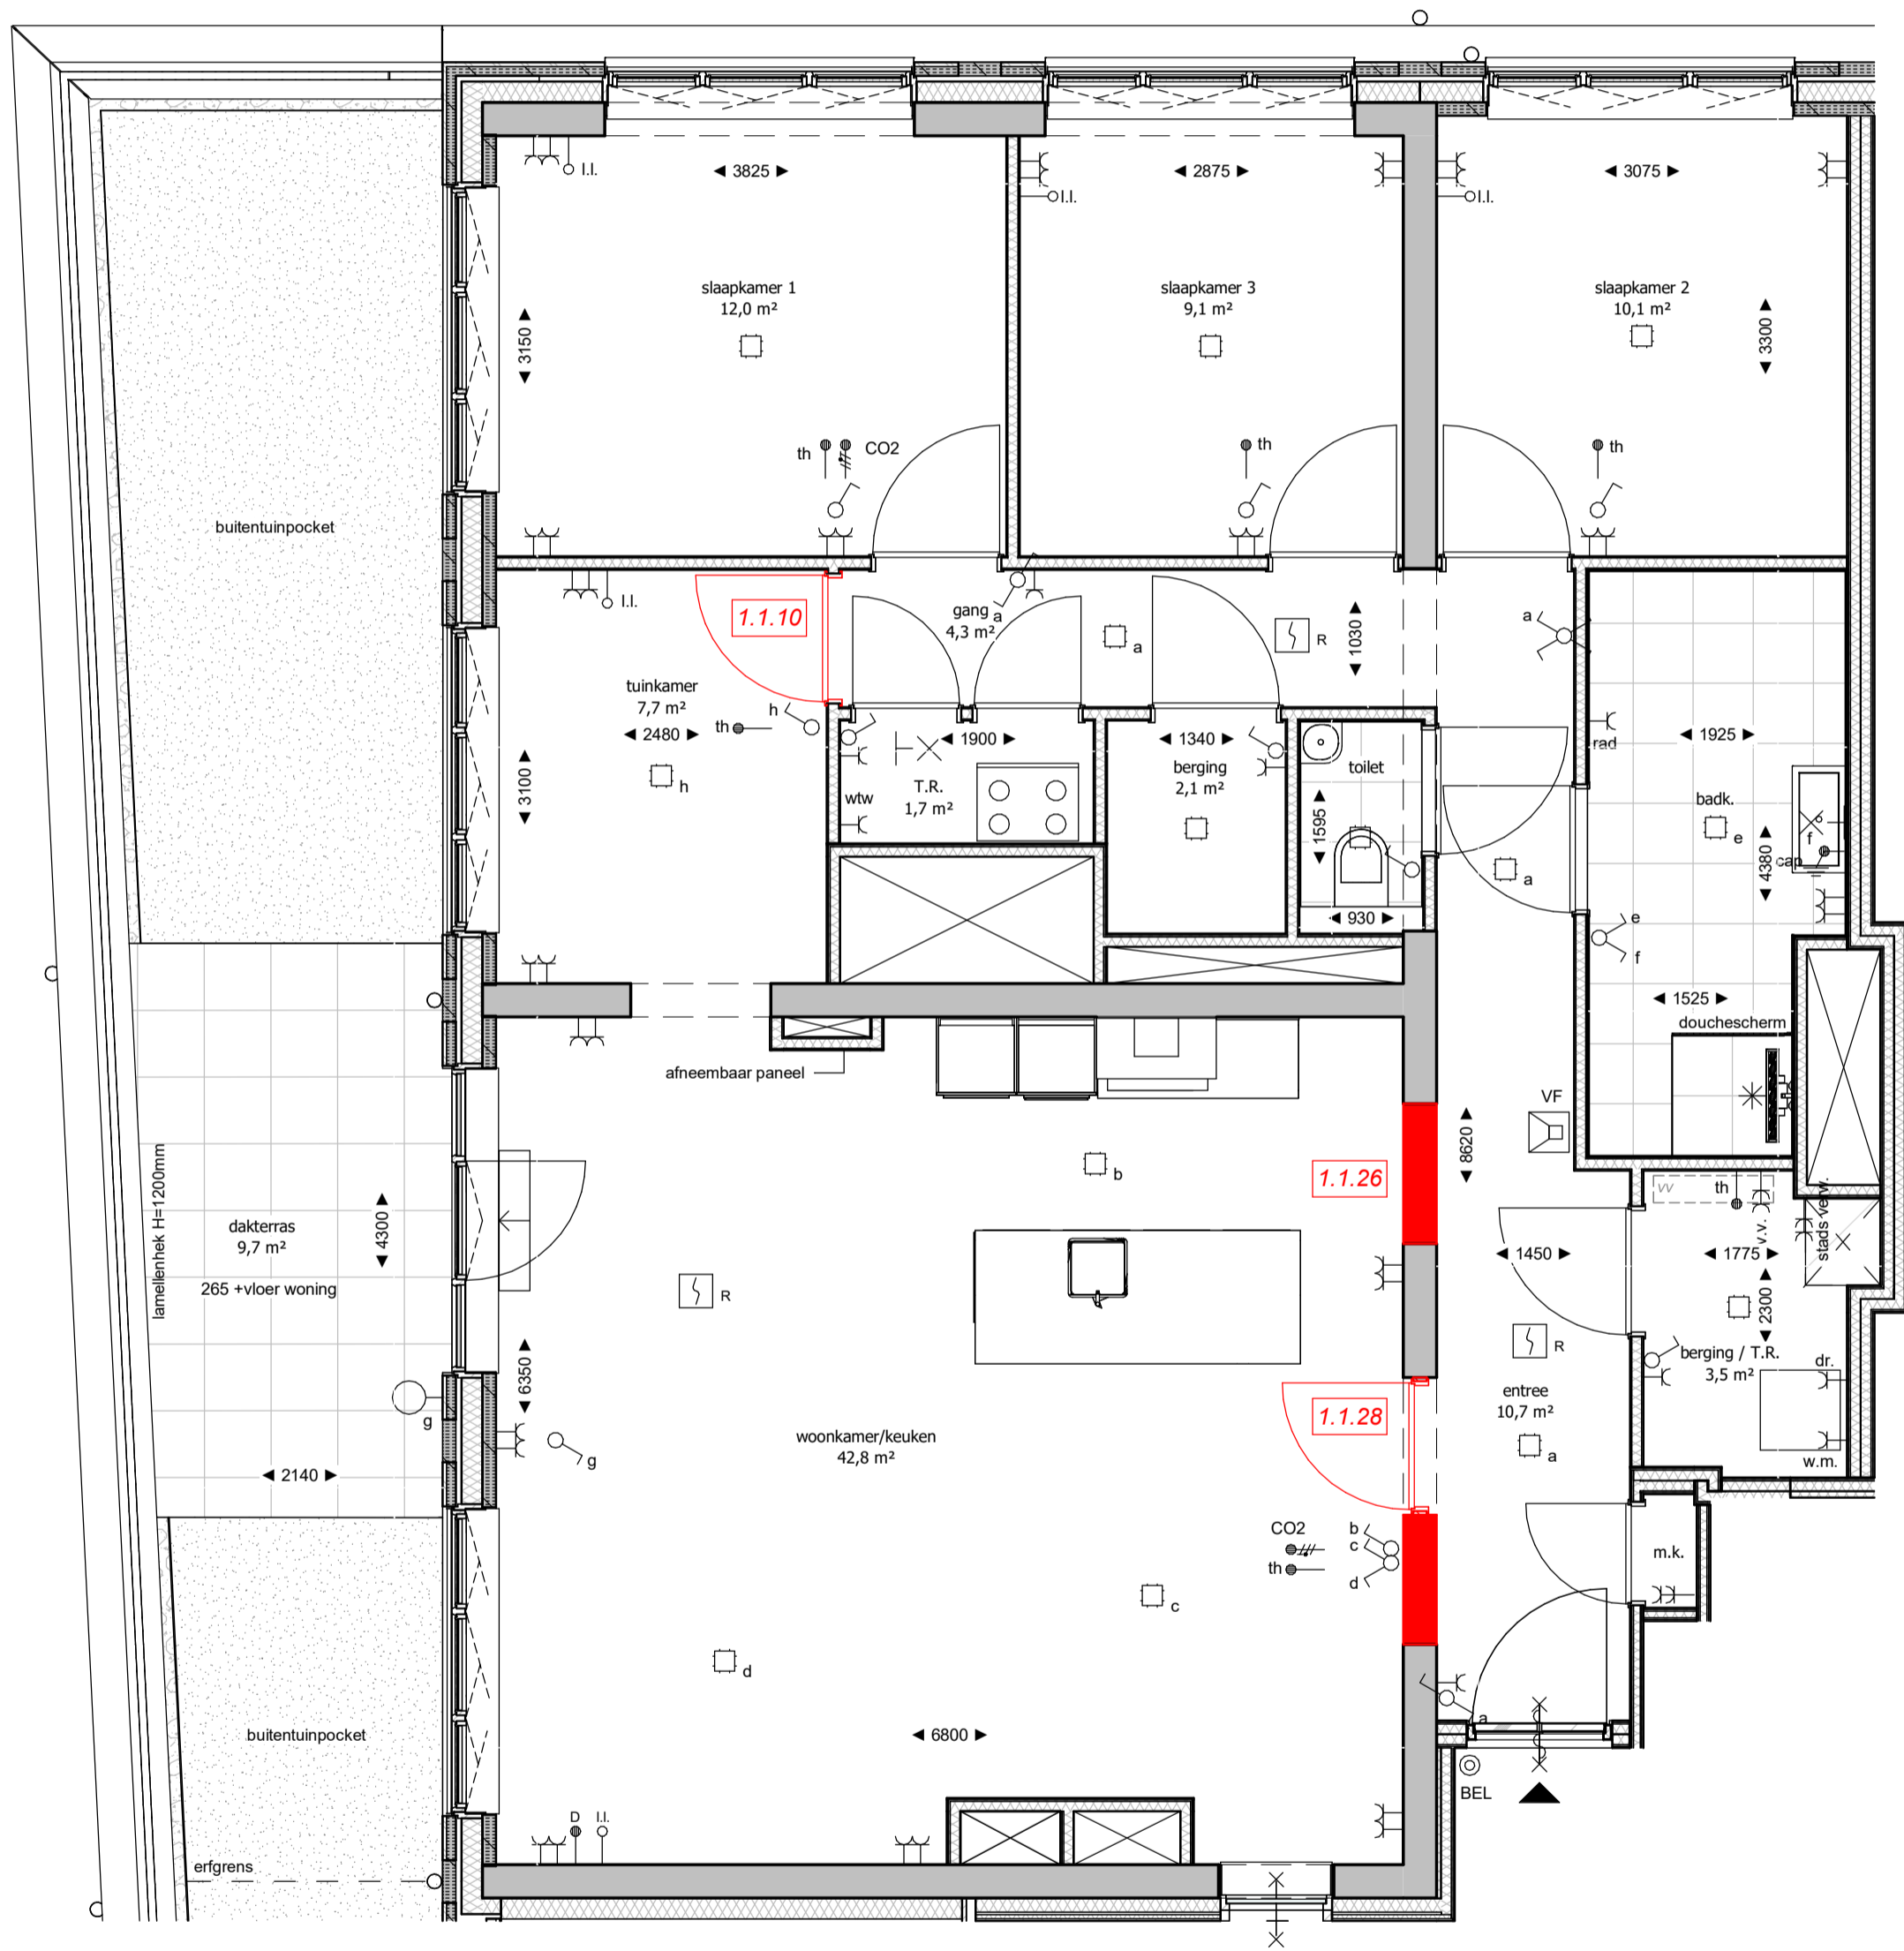 ◄ 3825 ►
◄ 2875 ►
◄ 3075 ►
l.l.
l.l.
l.l.
slaapkamer 1
12,0 m²
slaapkamer 3
9,1 m²
slaapkamer 2
10,1 m²
◄ 3150 ►
◄ 3300 ►
th
CO2
th
th
buitentuinpocket
l.l.
1.1.10
gang
a
4,3 m²
a
R
◄ 1030 ►
a
tuinkamer
7,7 m²
◄ 2480 ►
th
h
h
◄ 3100 ►
◄ 1900 ►
T.R.
1,7 m²
wtw
◄ 1340 ►
berging
2,1 m²
toilet
◄ 1595 ►
◄ 930 ►
a
rad
◄ 1925 ►
badk.
e
f
cap
◄ 4380 ►
e
f
◄ 1525 ►
douchescherm
afneembaar paneel
VF
b
1.1.26
◄ 8620 ►
lamellenhek H=1200mm
dakterras
9,7 m²
265 +vloer woning
◄ 4300 ►
R
vv
th
v.v.
stads verw.
◄ 1450 ►
◄ 1775 ►
◄ 2300 ►
R
berging / T.R.
3,5 m²
dr.
w.m.
entree
10,7 m²
a
◄ 6350 ►
g
g
◄ 2140 ►
woonkamer/keuken
42,8 m²
1.1.28
CO2
th
b
c
d
m.k.
c
d
buitentuinpocket
◄ 6800 ►
a
BEL
D
l.l.
erfgrens